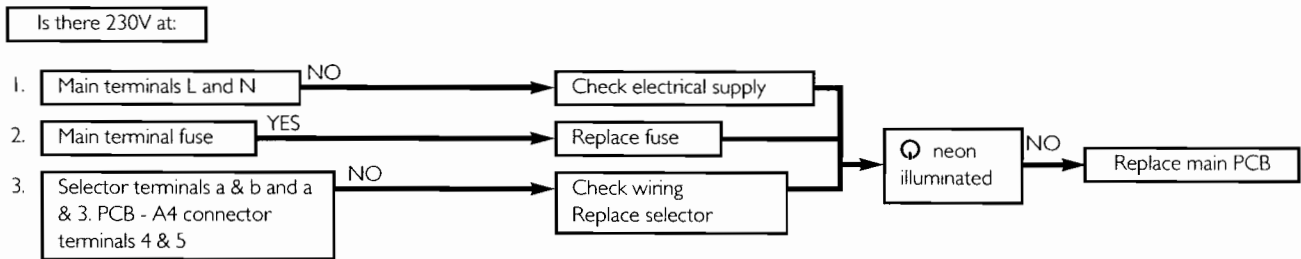 Is there 230V at:
1. Main terminals L and N
NO
Check electrical supply
2. Main terminal fuse
YES
Replace fuse
3. Selector terminals a & b and a
& 3. PCB - A4 connector
terminals 4 & 5
NO
Check wiring
Replace selector
neon
illuminated
NO
Replace main PCB